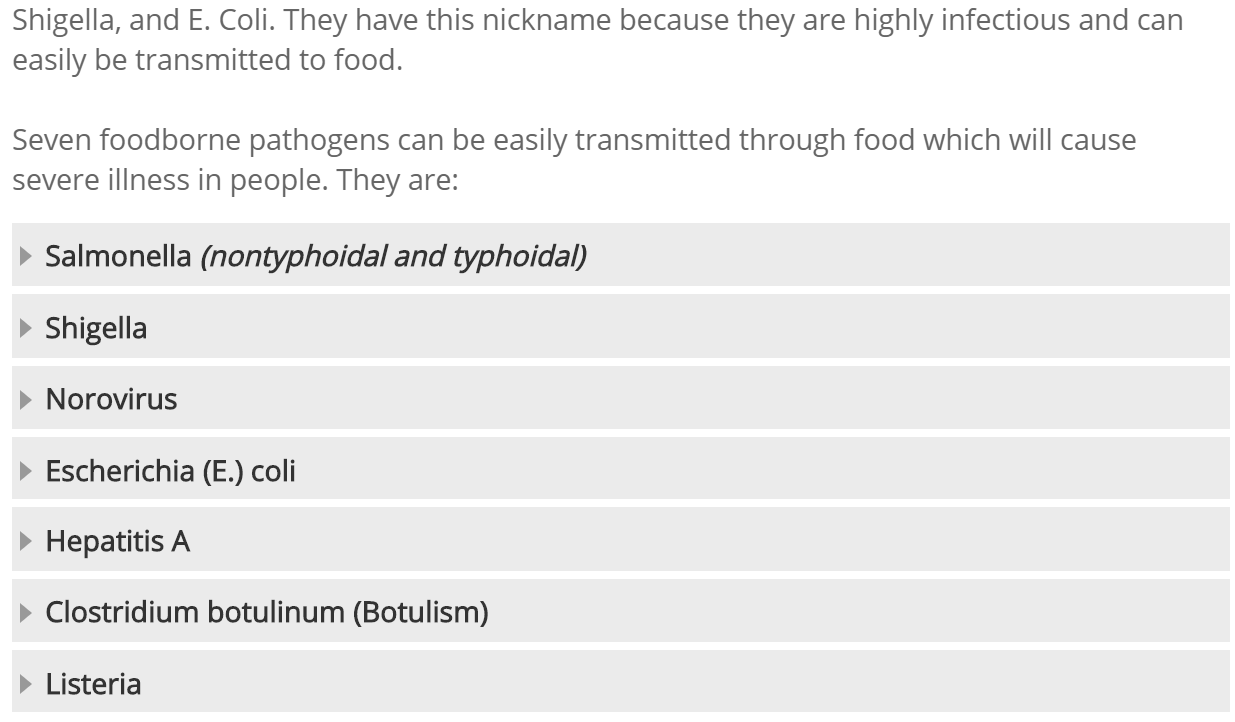 Shigella, and E. Coli. They have this nickname because they are highly infectious and can
easily be transmitted to food.
Seven foodborne pathogens can be easily transmitted through food which will cause
severe illness in people. They are:
Salmonella (nontyphoidal and typhoidal)
Shigella
Norovirus
Escherichia (E.) coli
Hepatitis A
Clostridium botulinum (Botulism)
Listeria